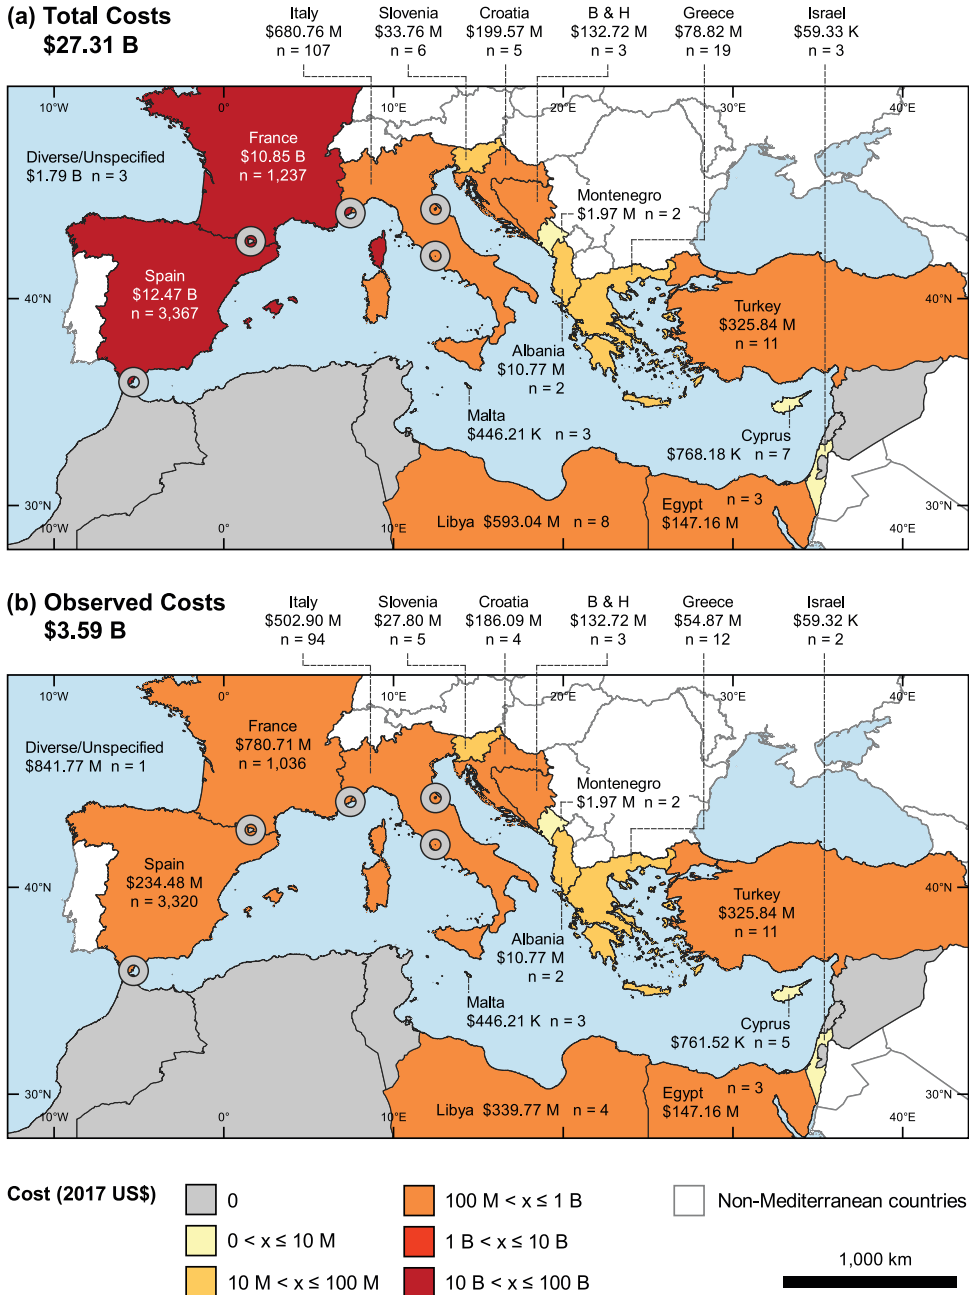 (a) Total Costs
$27.31 B
Italy
$680.76 M
n = 107
Slovenia
$33.76 M
n = 6
Croatia
$199.57 M
n = 5
B & H
$132.72 M
n = 3
Greece
$78.82 M
n = 19
Israel
$59.33 K
n = 3
10°W
0°
10°E
20°E
30°E
40°E
Diverse/Unspecified
$1.79 B n = 3
France
$10.85 B
n = 1,237
Montenegro
$1.97 M n = 2
Spain
$12.47 B
n = 3,367
40°N
40°N
Turkey
$325.84 M
n = 11
Albania
$10.77 M
n = 2
Malta
$446.21 K n = 3
Cyprus
$768.18 K n = 7
30°N
30°N
Libya $593.04 M n = 8
Egypt n = 3
$147.16 M
10°W
0°
10°E
20°E
30°E
40°E
(b) Observed Costs
$3.59 B
Italy
$502.90 M
n = 94
Slovenia
$27.80 M
n = 5
Croatia
$186.09 M
n = 4
B & H
$132.72 M
n = 3
Greece
$54.87 M
n = 12
Israel
$59.32 K
n = 2
10°W
0°
10°E
20°E
30°E
40°E
Diverse/Unspecified
$841.77 M n = 1
France
$780.71 M
n = 1,036
Montenegro
$1.97 M n = 2
Spain
$234.48 M
n = 3,320
40°N
40°N
Turkey
$325.84 M
n = 11
Albania
$10.77 M
n = 2
Malta
$446.21 K n = 3
Cyprus
$761.52 K n = 5
30°N
30°N
Libya $339.77 M n = 4
Egypt n = 3
$147.16 M
10°W
0°
10°E
20°E
30°E
40°E
Cost (2017 US$)
0
0 < x ≤ 10 M
10 M < x ≤ 100 M
100 M < x ≤ 1 B
1 B < x ≤ 10 B
10 B < x ≤ 100 B
Non-Mediterranean countries
1,000 km